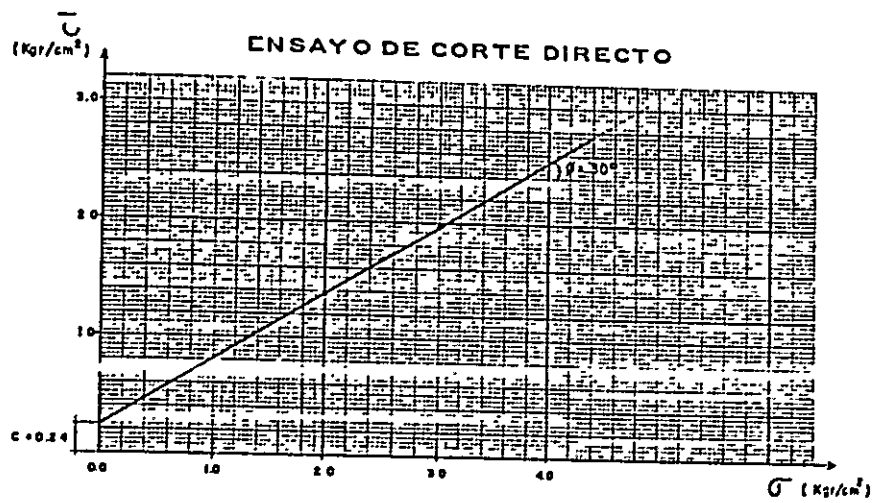 ENSAYO DE CORTE DIRECTO
τ
(Kgr/cm²)
3.0
2.0
1.0
C = 0.24
0.0 1.0 2.0 3.0 4.0
Ø = 30°
σ (Kgr/cm²)